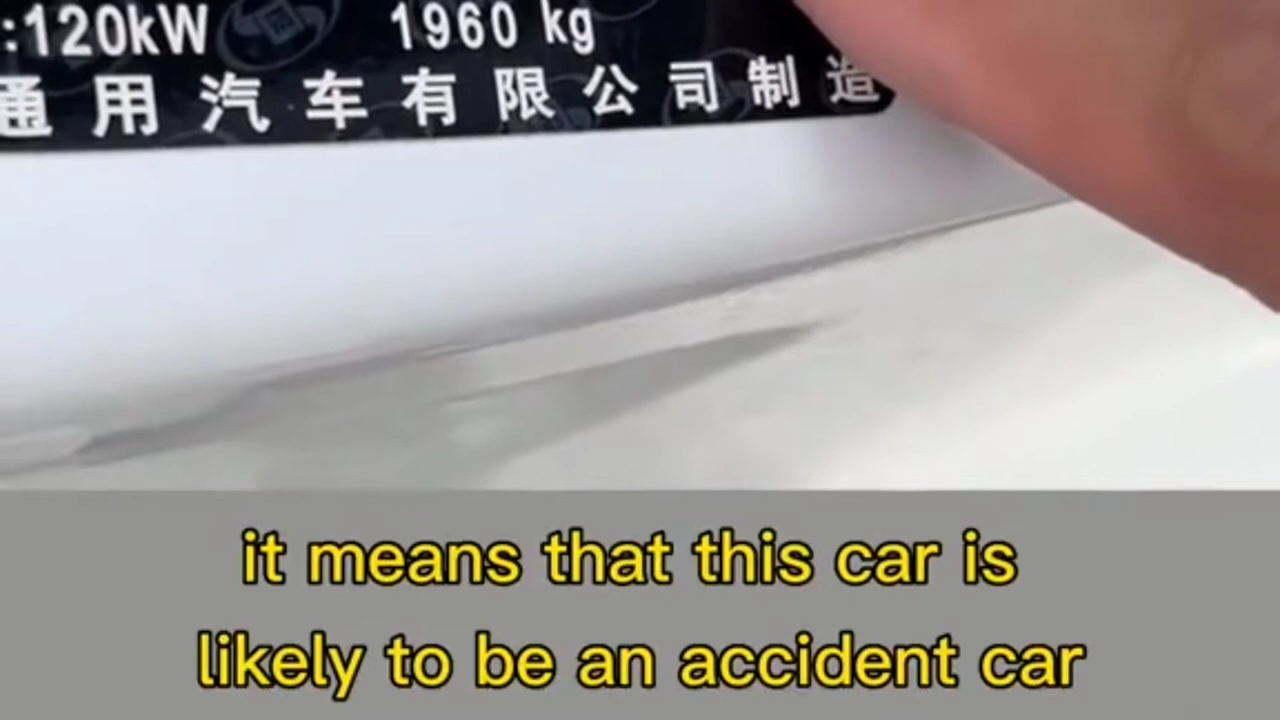 :120kW 1960 kg
通用汽车有限公司制造
it means that this car is
likely to be an accident car